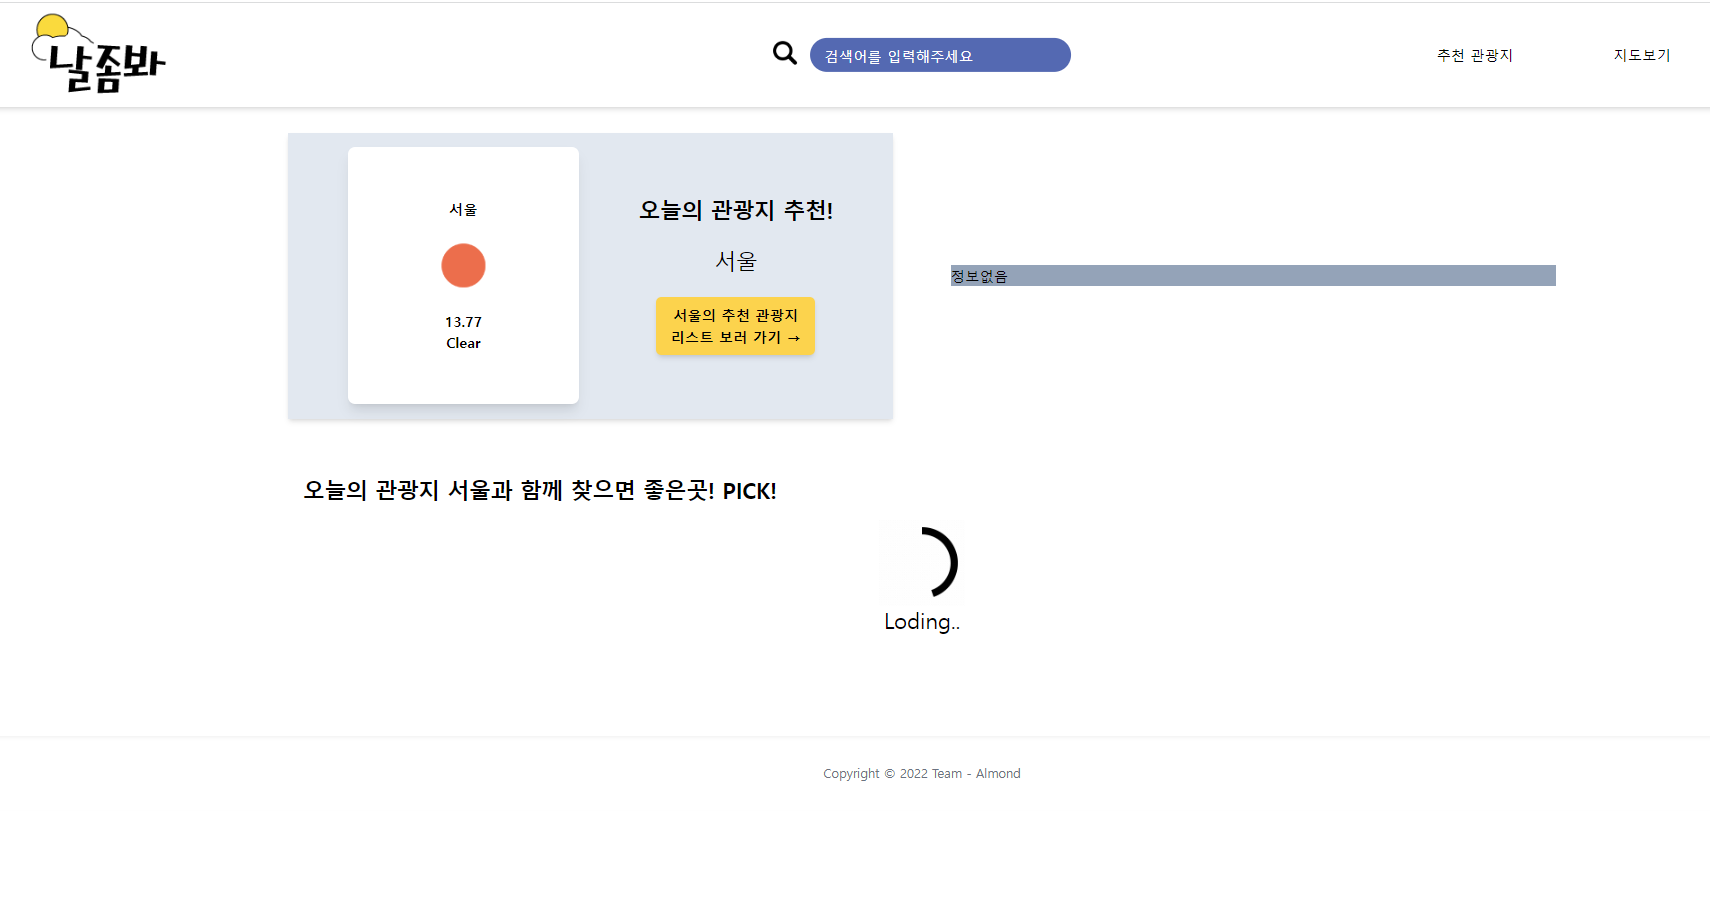 날좀봐
검색어를 입력해주세요
추천 관광지
지도보기
서울
13.77
Clear
오늘의 관광지 추천!
서울
서울의 추천 관광지
리스트 보러 가기 →
정보없음
오늘의 관광지 서울과 함께 찾으면 좋은곳! PICK!
Loding..
Copyright © 2022 Team - Almond